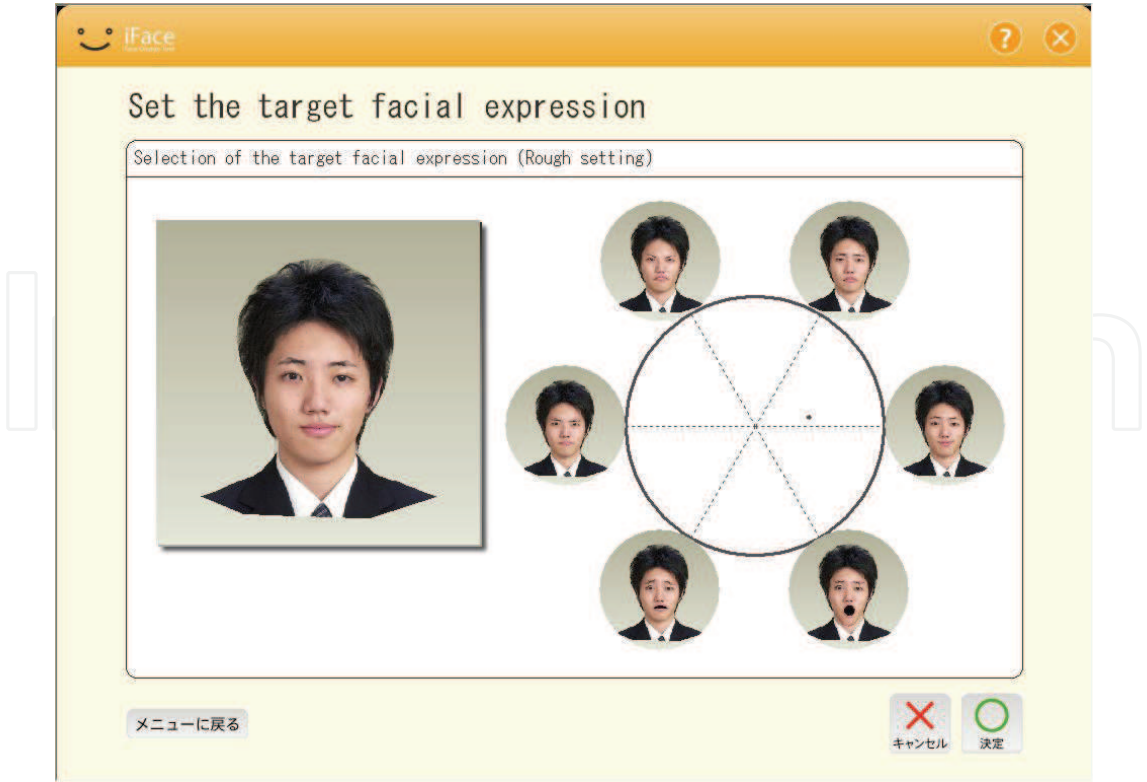 iFace
?
Set the target facial expression
Selection of the target facial expression (Rough setting)
メニューに戻る
キャンセル
決定